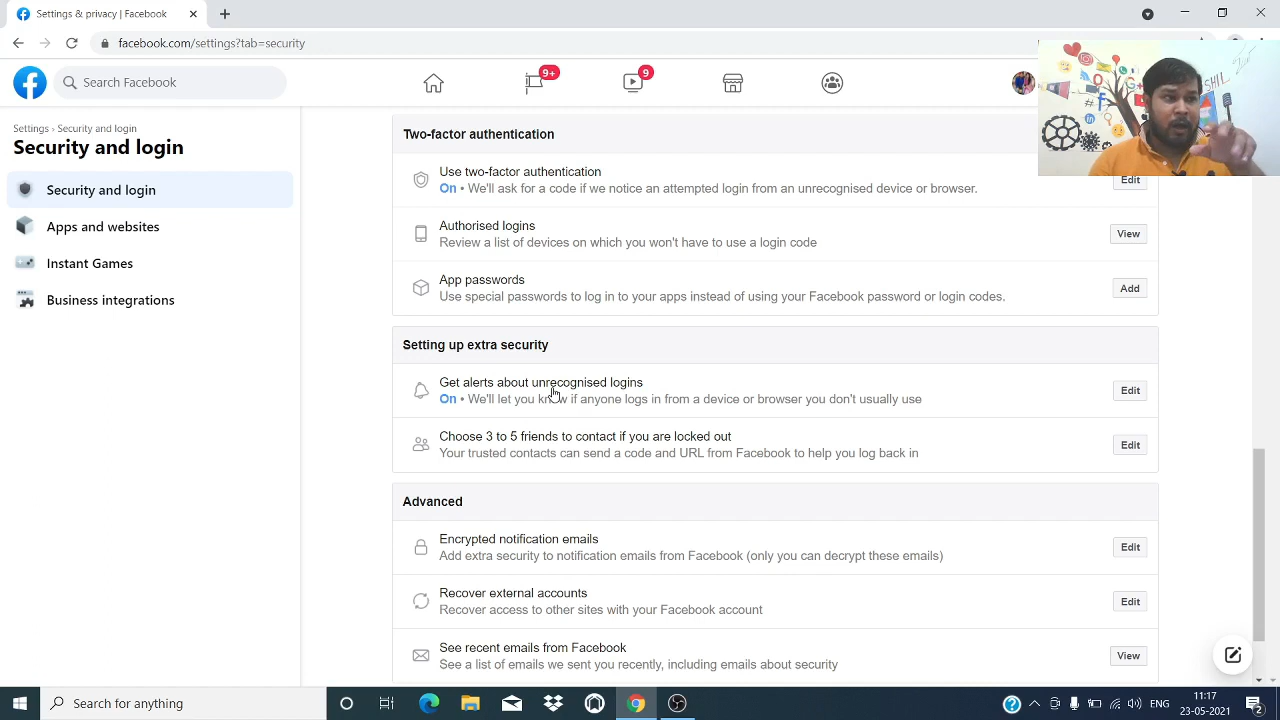 Settings & privacy | Facebook
facebook.com/settings?tab=security
Search Facebook
9+
9
Settings › Security and login
Security and login
Security and login
Apps and websites
Instant Games
Business integrations
Two-factor authentication
Use two-factor authentication
On • We'll ask for a code if we notice an attempted login from an unrecognised device or browser.
Edit
Authorised logins
Review a list of devices on which you won't have to use a login code
View
App passwords
Use special passwords to log in to your apps instead of using your Facebook password or login codes.
Add
Setting up extra security
Get alerts about unrecognised logins
On • We'll let you know if anyone logs in from a device or browser you don't usually use
Edit
Choose 3 to 5 friends to contact if you are locked out
Your trusted contacts can send a code and URL from Facebook to help you log back in
Edit
Advanced
Encrypted notification emails
Add extra security to notification emails from Facebook (only you can decrypt these emails)
Edit
Recover external accounts
Recover access to other sites with your Facebook account
Edit
See recent emails from Facebook
See a list of emails we sent you recently, including emails about security
View
Search for anything
ENG
11:17
23-05-2021
2